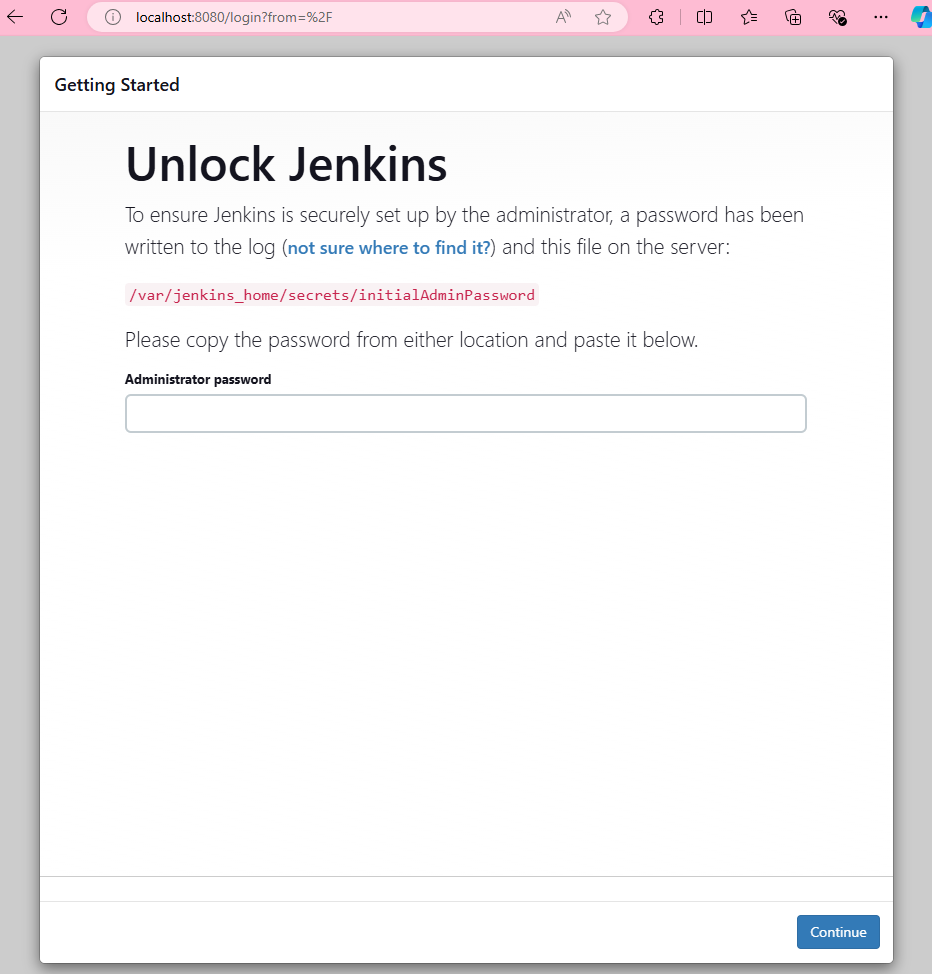 localhost:8080/login?from=%2F
Getting Started
Unlock Jenkins
To ensure Jenkins is securely set up by the administrator, a password has been
written to the log (not sure where to find it?) and this file on the server:
/var/jenkins_home/secrets/initialAdminPassword
Please copy the password from either location and paste it below.
Administrator password
Continue